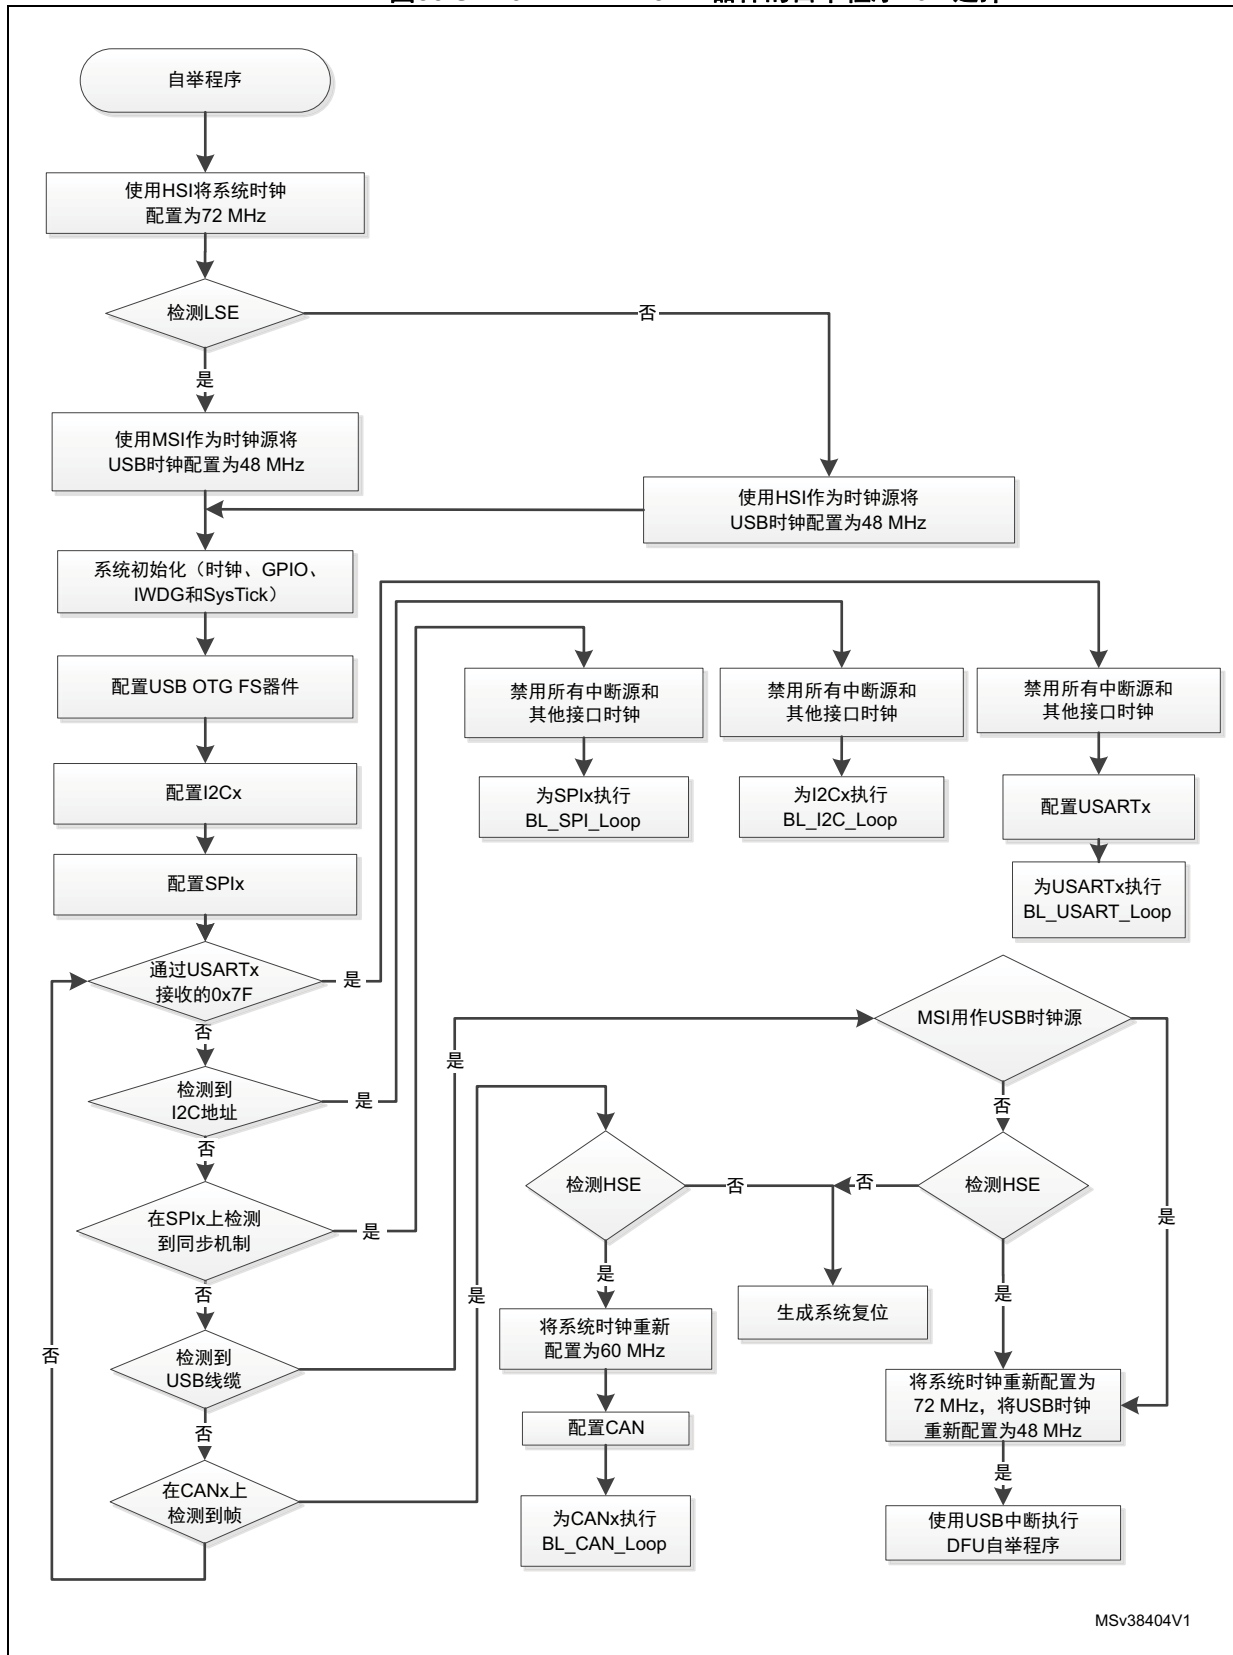 自举程序
使用HSI将系统时钟
配置为72 MHz
检测LSE
否
是
使用MSI作为时钟源将
USB时钟配置为48 MHz
使用HSI作为时钟源将
USB时钟配置为48 MHz
系统初始化（时钟、GPIO、
IWDG和SysTick）
配置USB OTG FS器件
禁用所有中断源和
其他接口时钟
禁用所有中断源和
其他接口时钟
禁用所有中断源和
其他接口时钟
配置I2Cx
为SPIx执行
BL_SPI_Loop
为I2Cx执行
BL_I2C_Loop
配置USARTx
配置SPIx
为USARTx执行
BL_USART_Loop
通过USARTx
接收的0x7F
是
否
MSI用作USB时钟源
是
检测到
I2C地址
是
否
否
检测HSE
否
否
检测HSE
在SPIx上检测
到同步机制
是
是
否
是
是
是
生成系统复位
将系统时钟重新
配置为60 MHz
检测到
USB线缆
否
否
将系统时钟重新配置为
72 MHz，将USB时钟
重新配置为48 MHz
配置CAN
是
在CANx上
检测到帧
为CANx执行
BL_CAN_Loop
使用USB中断执行
DFU自举程序
MSv38404V1